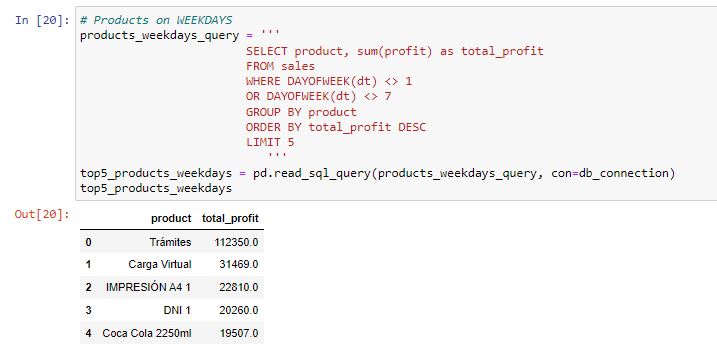 In [20]: # Products on WEEKDAYS
products_weekdays_query = '''
SELECT product, sum(profit) as total_profit
FROM sales
WHERE DAYOFWEEK(dt) <> 1
OR DAYOFWEEK(dt) <> 7
GROUP BY product
ORDER BY total_profit DESC
LIMIT 5
'''
top5_products_weekdays = pd.read_sql_query(products_weekdays_query, con=db_connection)
top5_products_weekdays
Out[20]:
product total_profit
0 Trámites 112350.0
1 Carga Virtual 31469.0
2 IMPRESIÓN A4 1 22810.0
3 DNI 1 20260.0
4 Coca Cola 2250ml 19507.0